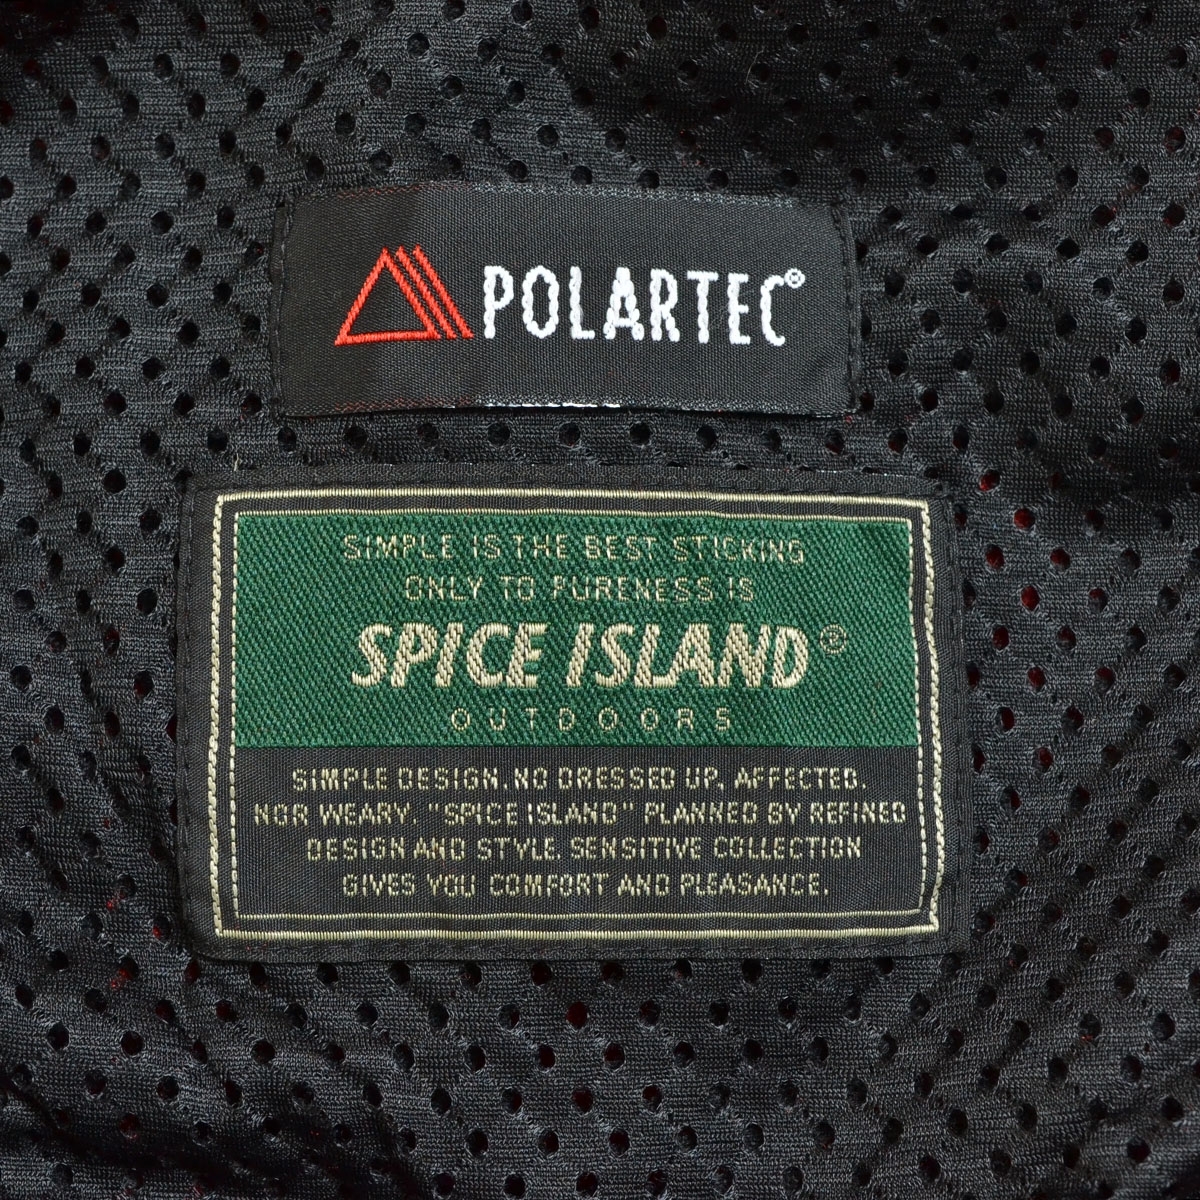 POLARTEC®
SIMPLE IS THE BEST STICKING
ONLY TO PURENESS IS
SPICE ISLAND®
OUTDOORS
SIMPLE DESIGN. NO DRESSED UP, AFFECTED.
NOR WEARY. "SPICE ISLAND" PLANNED BY REFINED
DESIGN AND STYLE. SENSITIVE COLLECTION
GIVES YOU COMFORT AND PLEASANCE.